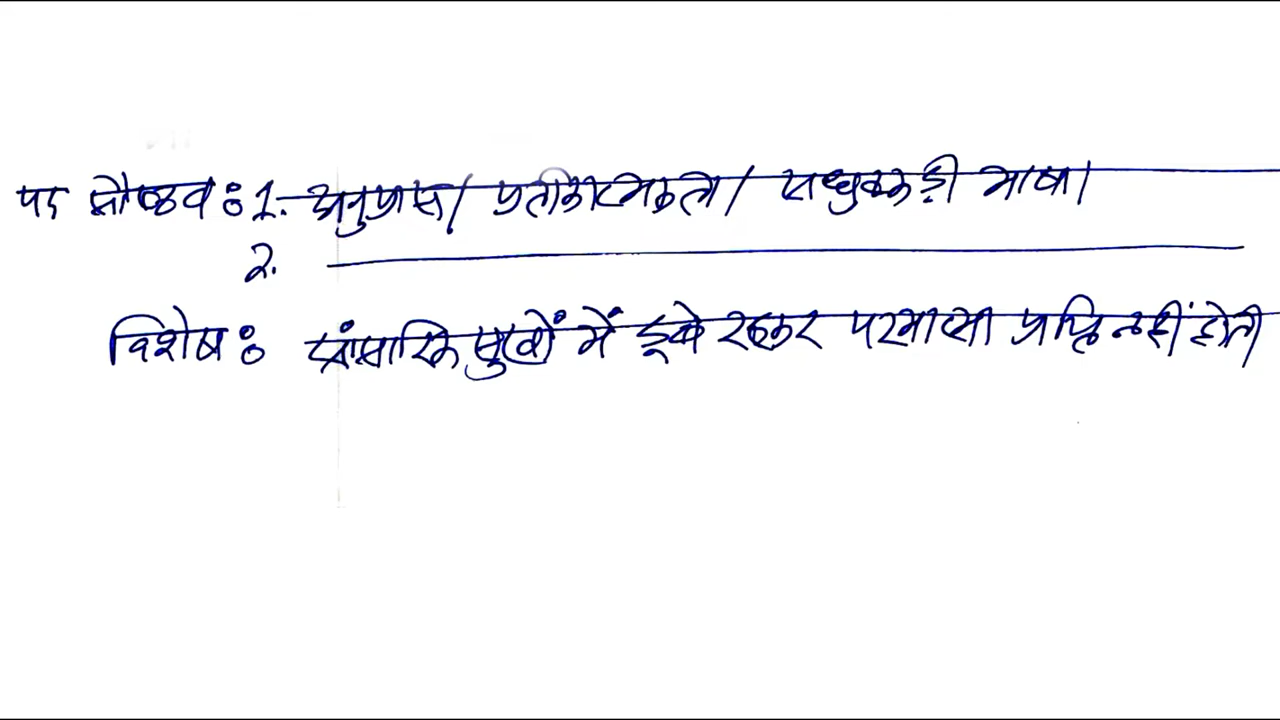 पद सौष्ठव : 1. अनुप्रास / प्रतीकात्मकता / सधुक्कड़ी भाषा।
2.
विशेष : सांसारिक सुखों में डूबे रहकर परमात्मा प्राप्ति नहीं होती